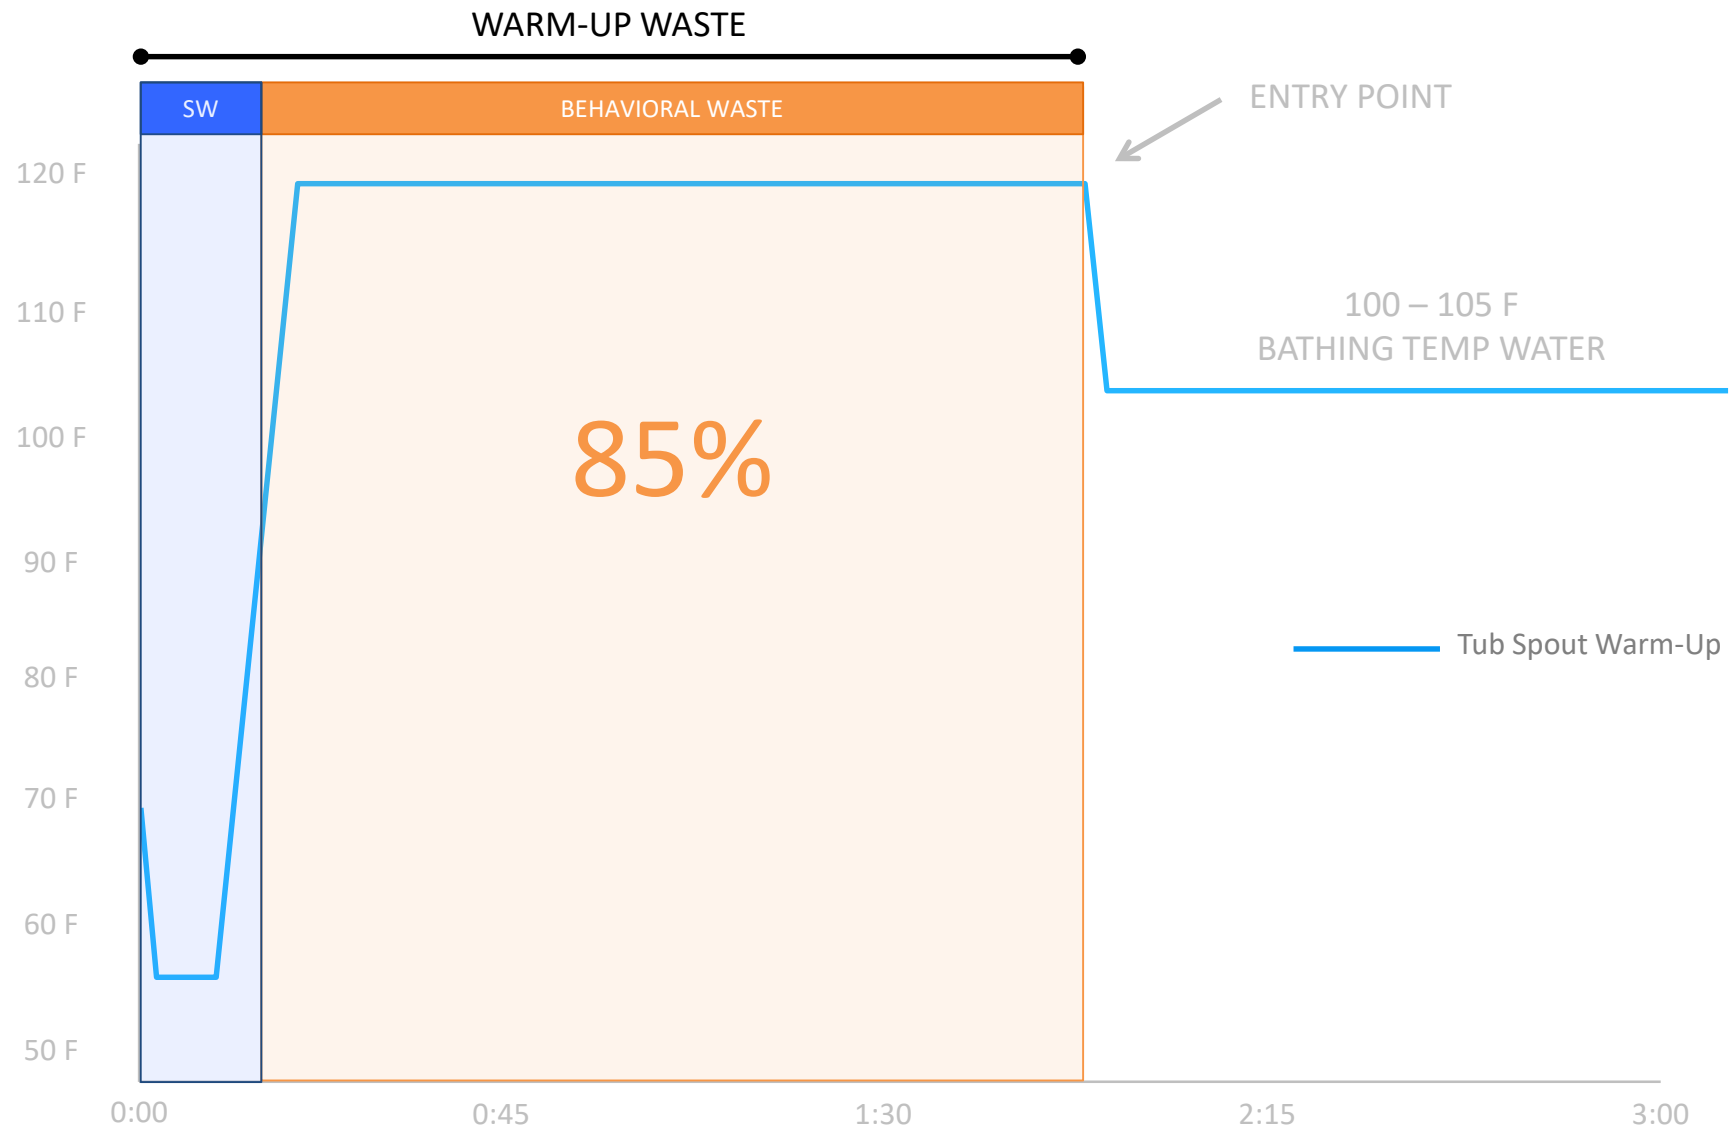 WARM-UP WASTE
SW
BEHAVIORAL WASTE
ENTRY POINT
120 F
110 F
100 – 105 F
BATHING TEMP WATER
100 F
85%
90 F
Tub Spout Warm-Up
80 F
70 F
60 F
50 F
0:00
0:45
1:30
2:15
3:00